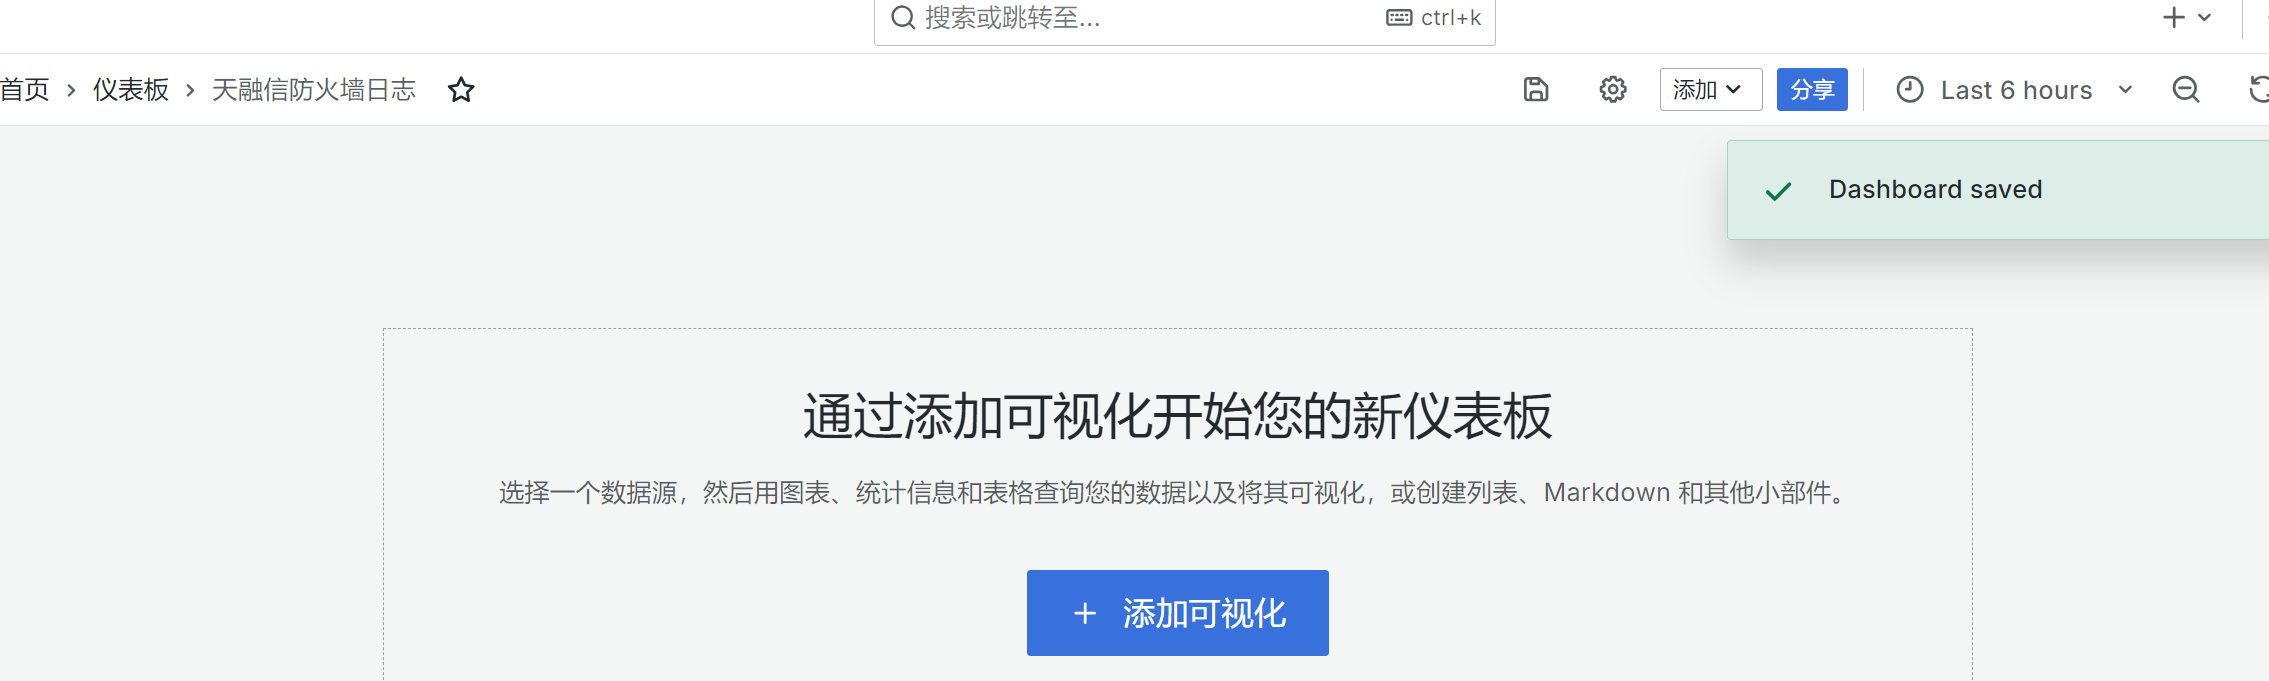 搜索或跳转至... ctrl+k
首页 › 仪表板 › 天融信防火墙日志 添加 分享 Last 6 hours
Dashboard saved
通过添加可视化开始您的新仪表板
选择一个数据源，然后用图表、统计信息和表格查询您的数据以及将其可视化，或创建列表、Markdown 和其他小部件。
+ 添加可视化